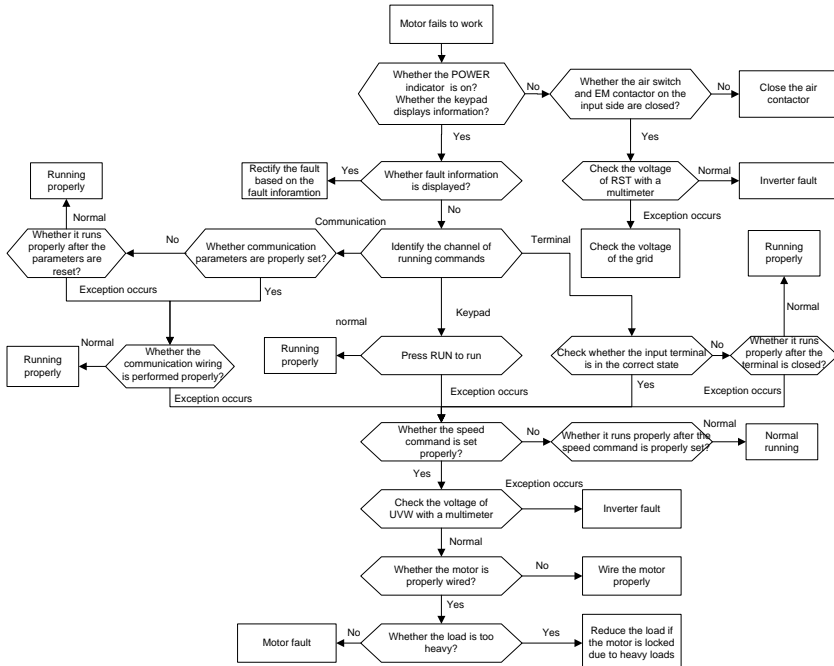 Motor fails to work
Whether the POWER
indicator is on?
Whether the keypad
displays information?
No
Whether the air switch
and EM contactor on the
input side are closed?
No
Close the air
contactor
Yes
Yes
Rectify the fault
based on the
fault inforamtion
Yes
Whether fault information
is displayed?
Check the voltage
of RST with a
multimeter
Normal
Inverter fault
Running
properly
Normal
No
Exception occurs
Communication
Terminal
Check the voltage
of the grid
Running
properly
Whether it runs
properly after the
parameters are
reset?
No
Whether communication
parameters are properly set?
Identify the channel of
running commands
Exception occurs
Yes
Keypad
Normal
Normal
normal
Running
properly
Whether the
communication wiring
is performed properly?
Running
properly
Press RUN to run
Check whether the input terminal
is in the correct state
No
Whether it runs
properly after the
terminal is closed?
Exception occurs
Exception occurs
Yes
Exception occurs
Whether the speed
command is set
properly?
No
Whether it runs properly after the
speed command is properly set?
Normal
Normal
running
Yes
Exception occurs
Check the voltage of
UVW with a multimeter
Inverter fault
Normal
Whether the motor is
properly wired?
No
Wire the motor
properly
Yes
Motor fault
No
Whether the load is too
heavy?
Yes
Reduce the load if
the motor is locked
due to heavy loads